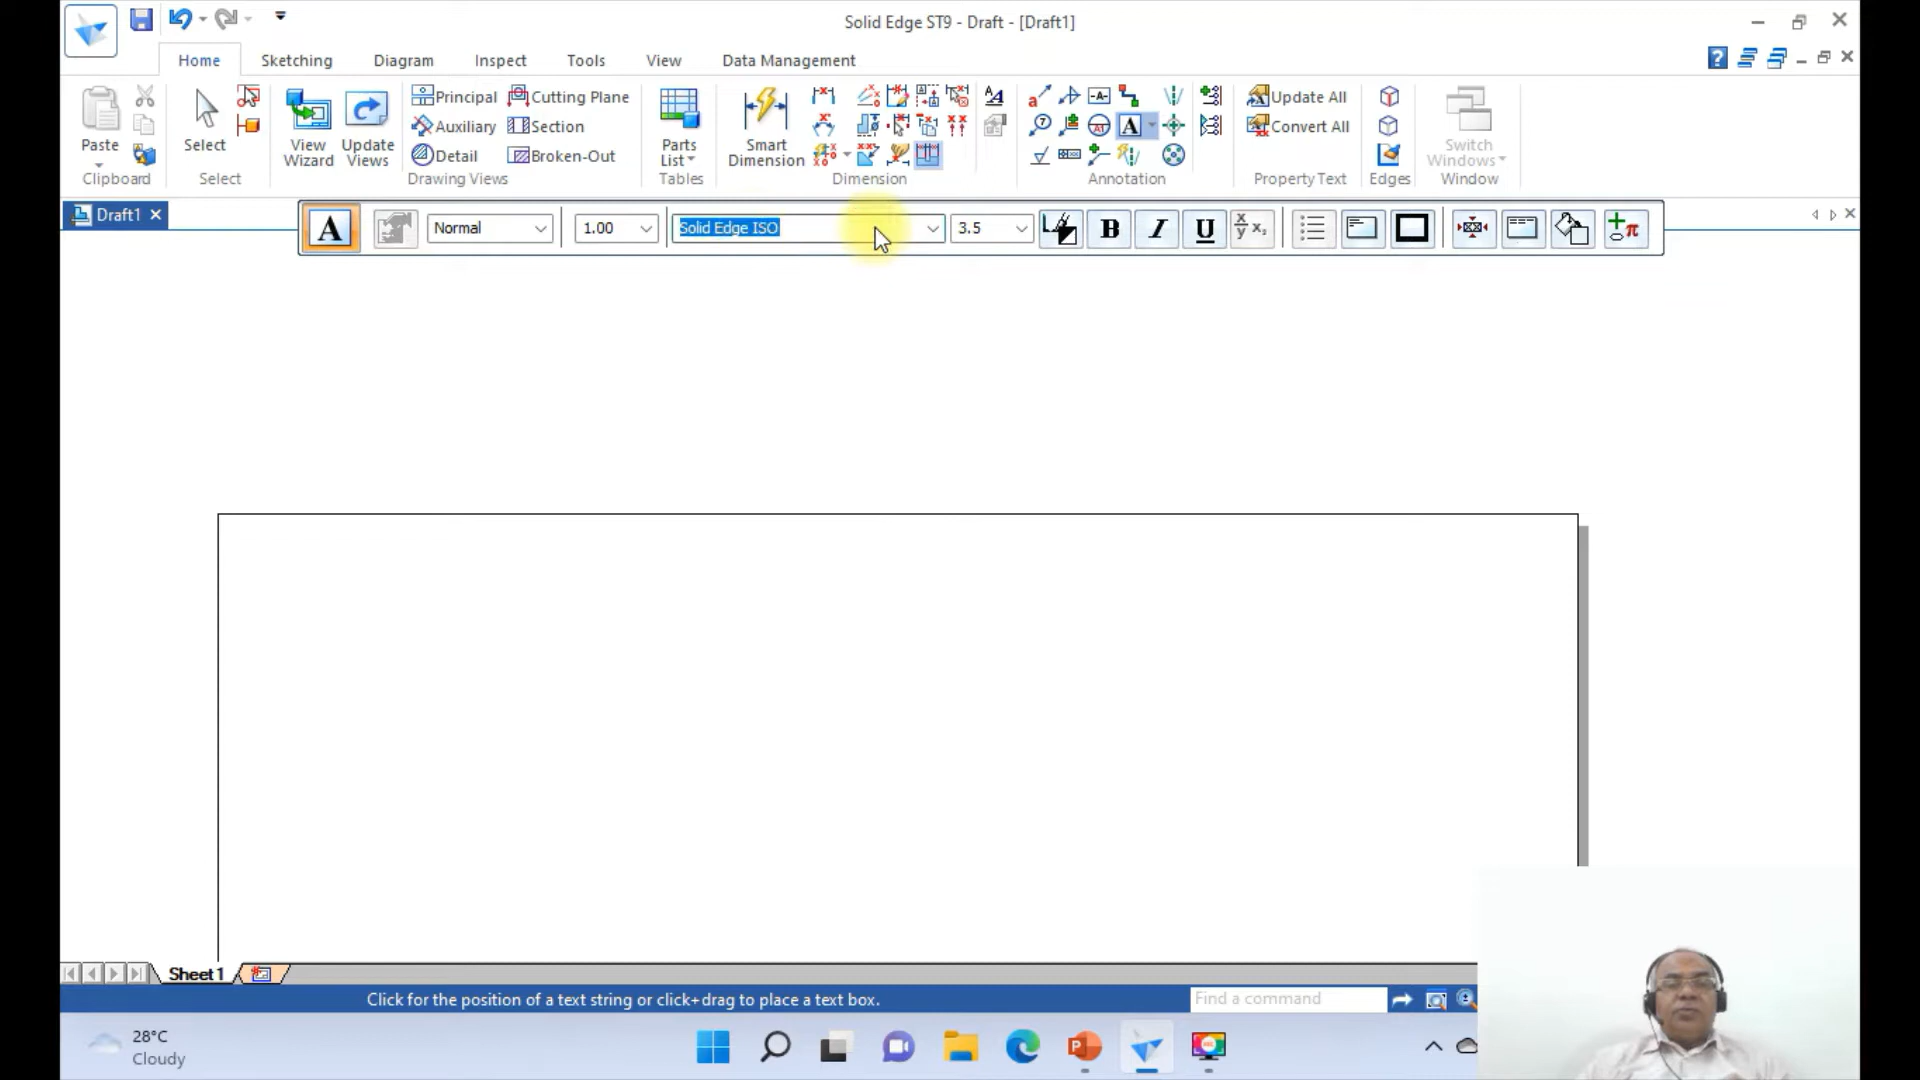 Solid Edge ST9 - Draft - [Draft1]
Home Sketching Diagram Inspect Tools View Data Management
Paste
Clipboard
Select
Select
View Wizard
Update Views
Principal
Auxiliary
Detail
Cutting Plane
Section
Broken-Out
Drawing Views
Parts List
Tables
Smart Dimension
Dimension
A
Annotation
Update All
Convert All
Property Text
Edges
Switch Windows
Window
Draft1
A
Normal
1.00
Solid Edge ISO
3.5
B
I
U
Sheet1
Click for the position of a text string or click+drag to place a text box.
Find a command
28°C
Cloudy